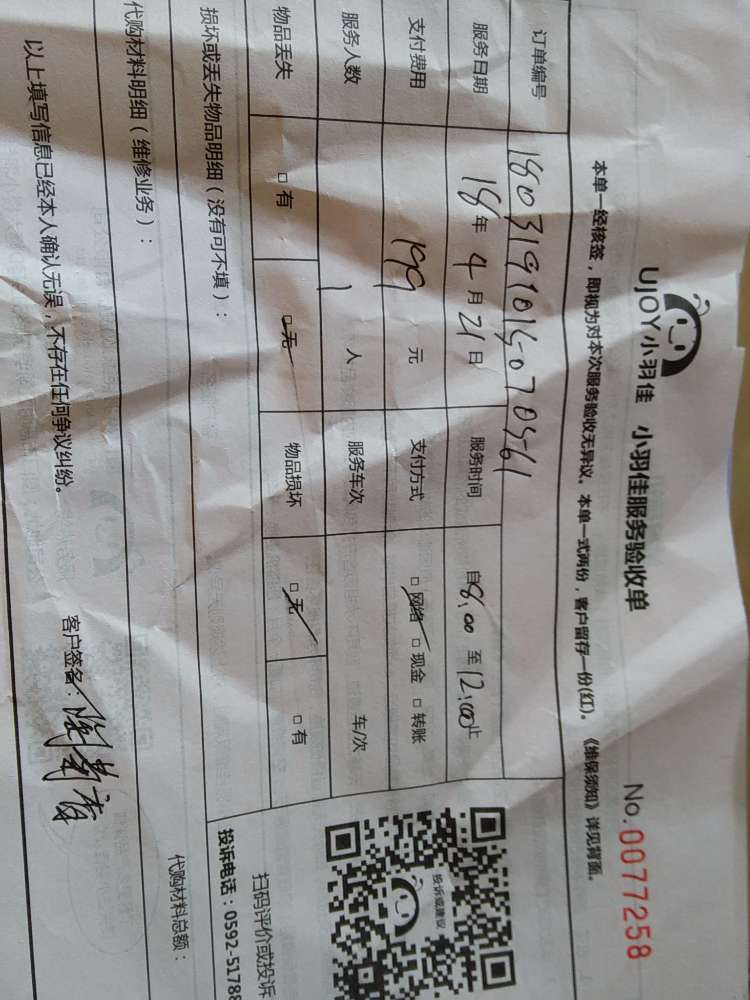 UJOY小羽佳 小羽佳服务验收单 No.0077258
本单一经核签，即视为对本次服务验收无异议。本单一式两份，客户留存一份(红)。《维保须知》详见背面。
订单编号 1803191015070561
服务日期 18年4月21日 服务时间 自8:00至12:00止
支付费用 199元 支付方式 □网络 □现金 □转账
服务人数 1人 服务车次 车/次
物品丢失 □有 □无 物品损坏 □无 □有
损坏或丢失物品明细（没有可不填）：
投诉或建议
扫码评价或投诉
投诉电话：0592-51788
代购材料明细（维修业务）：
代购材料总额：
以上填写信息已经本人确认无误，不存在任何争议纠纷。
客户签名：